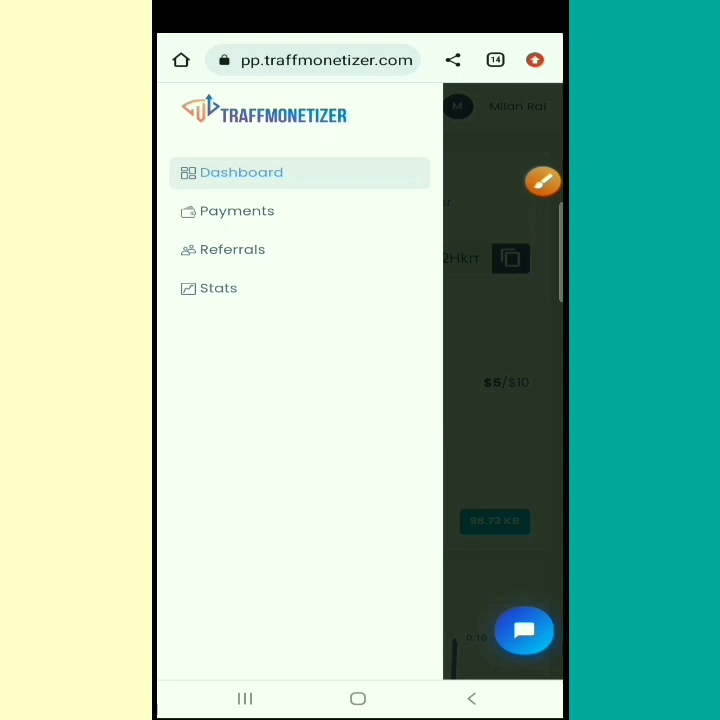 pp.traffmonetizer.com
14
TRAFFMONETIZER
M
Milan Rai
Dashboard
Payments
Referrals
Stats
$5/$10
98.73 KB